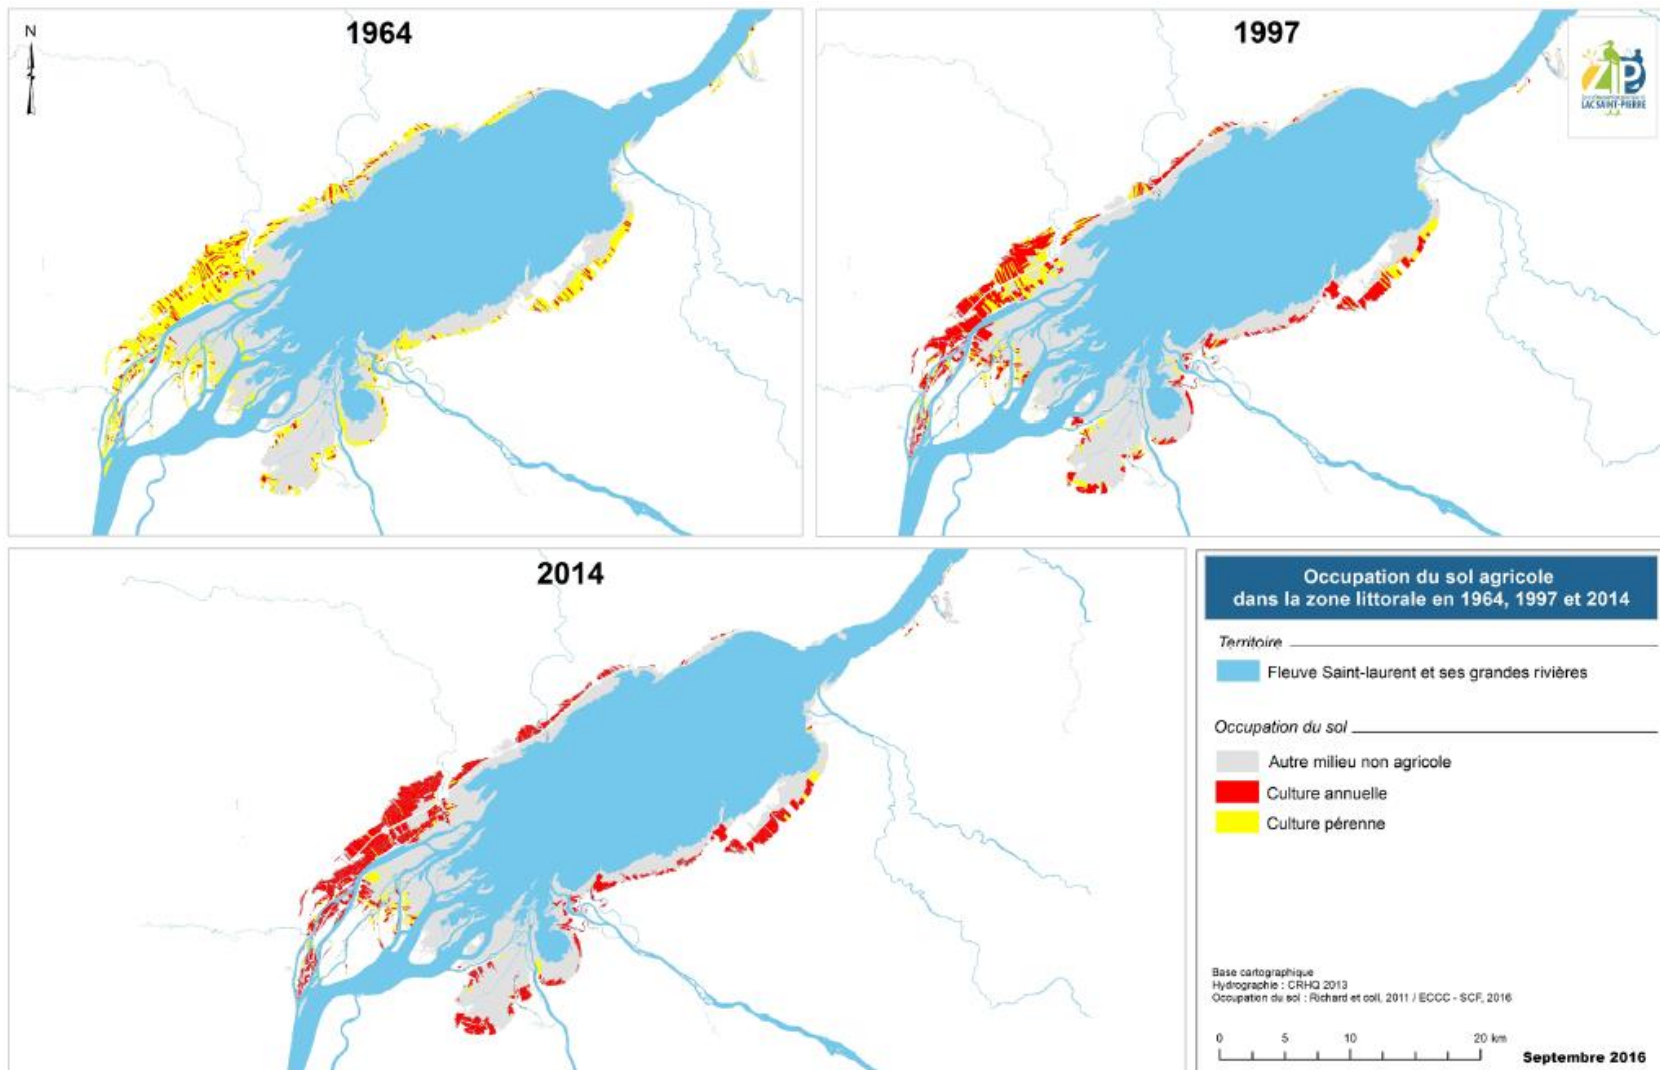 1964
N
1997
ZIP
LAC SAINT-PIERRE
2014
Occupation du sol agricole
dans la zone littorale en 1964, 1997 et 2014
Territoire
Fleuve Saint-laurent et ses grandes rivières
Occupation du sol
Autre milieu non agricole
Culture annuelle
Culture pérenne
Base cartographique
Hydrographie : CRHQ 2013
Occupation du sol : Richard et coll, 2011 / ECCC - SCF, 2016
0 5 10 20 km
Septembre 2016